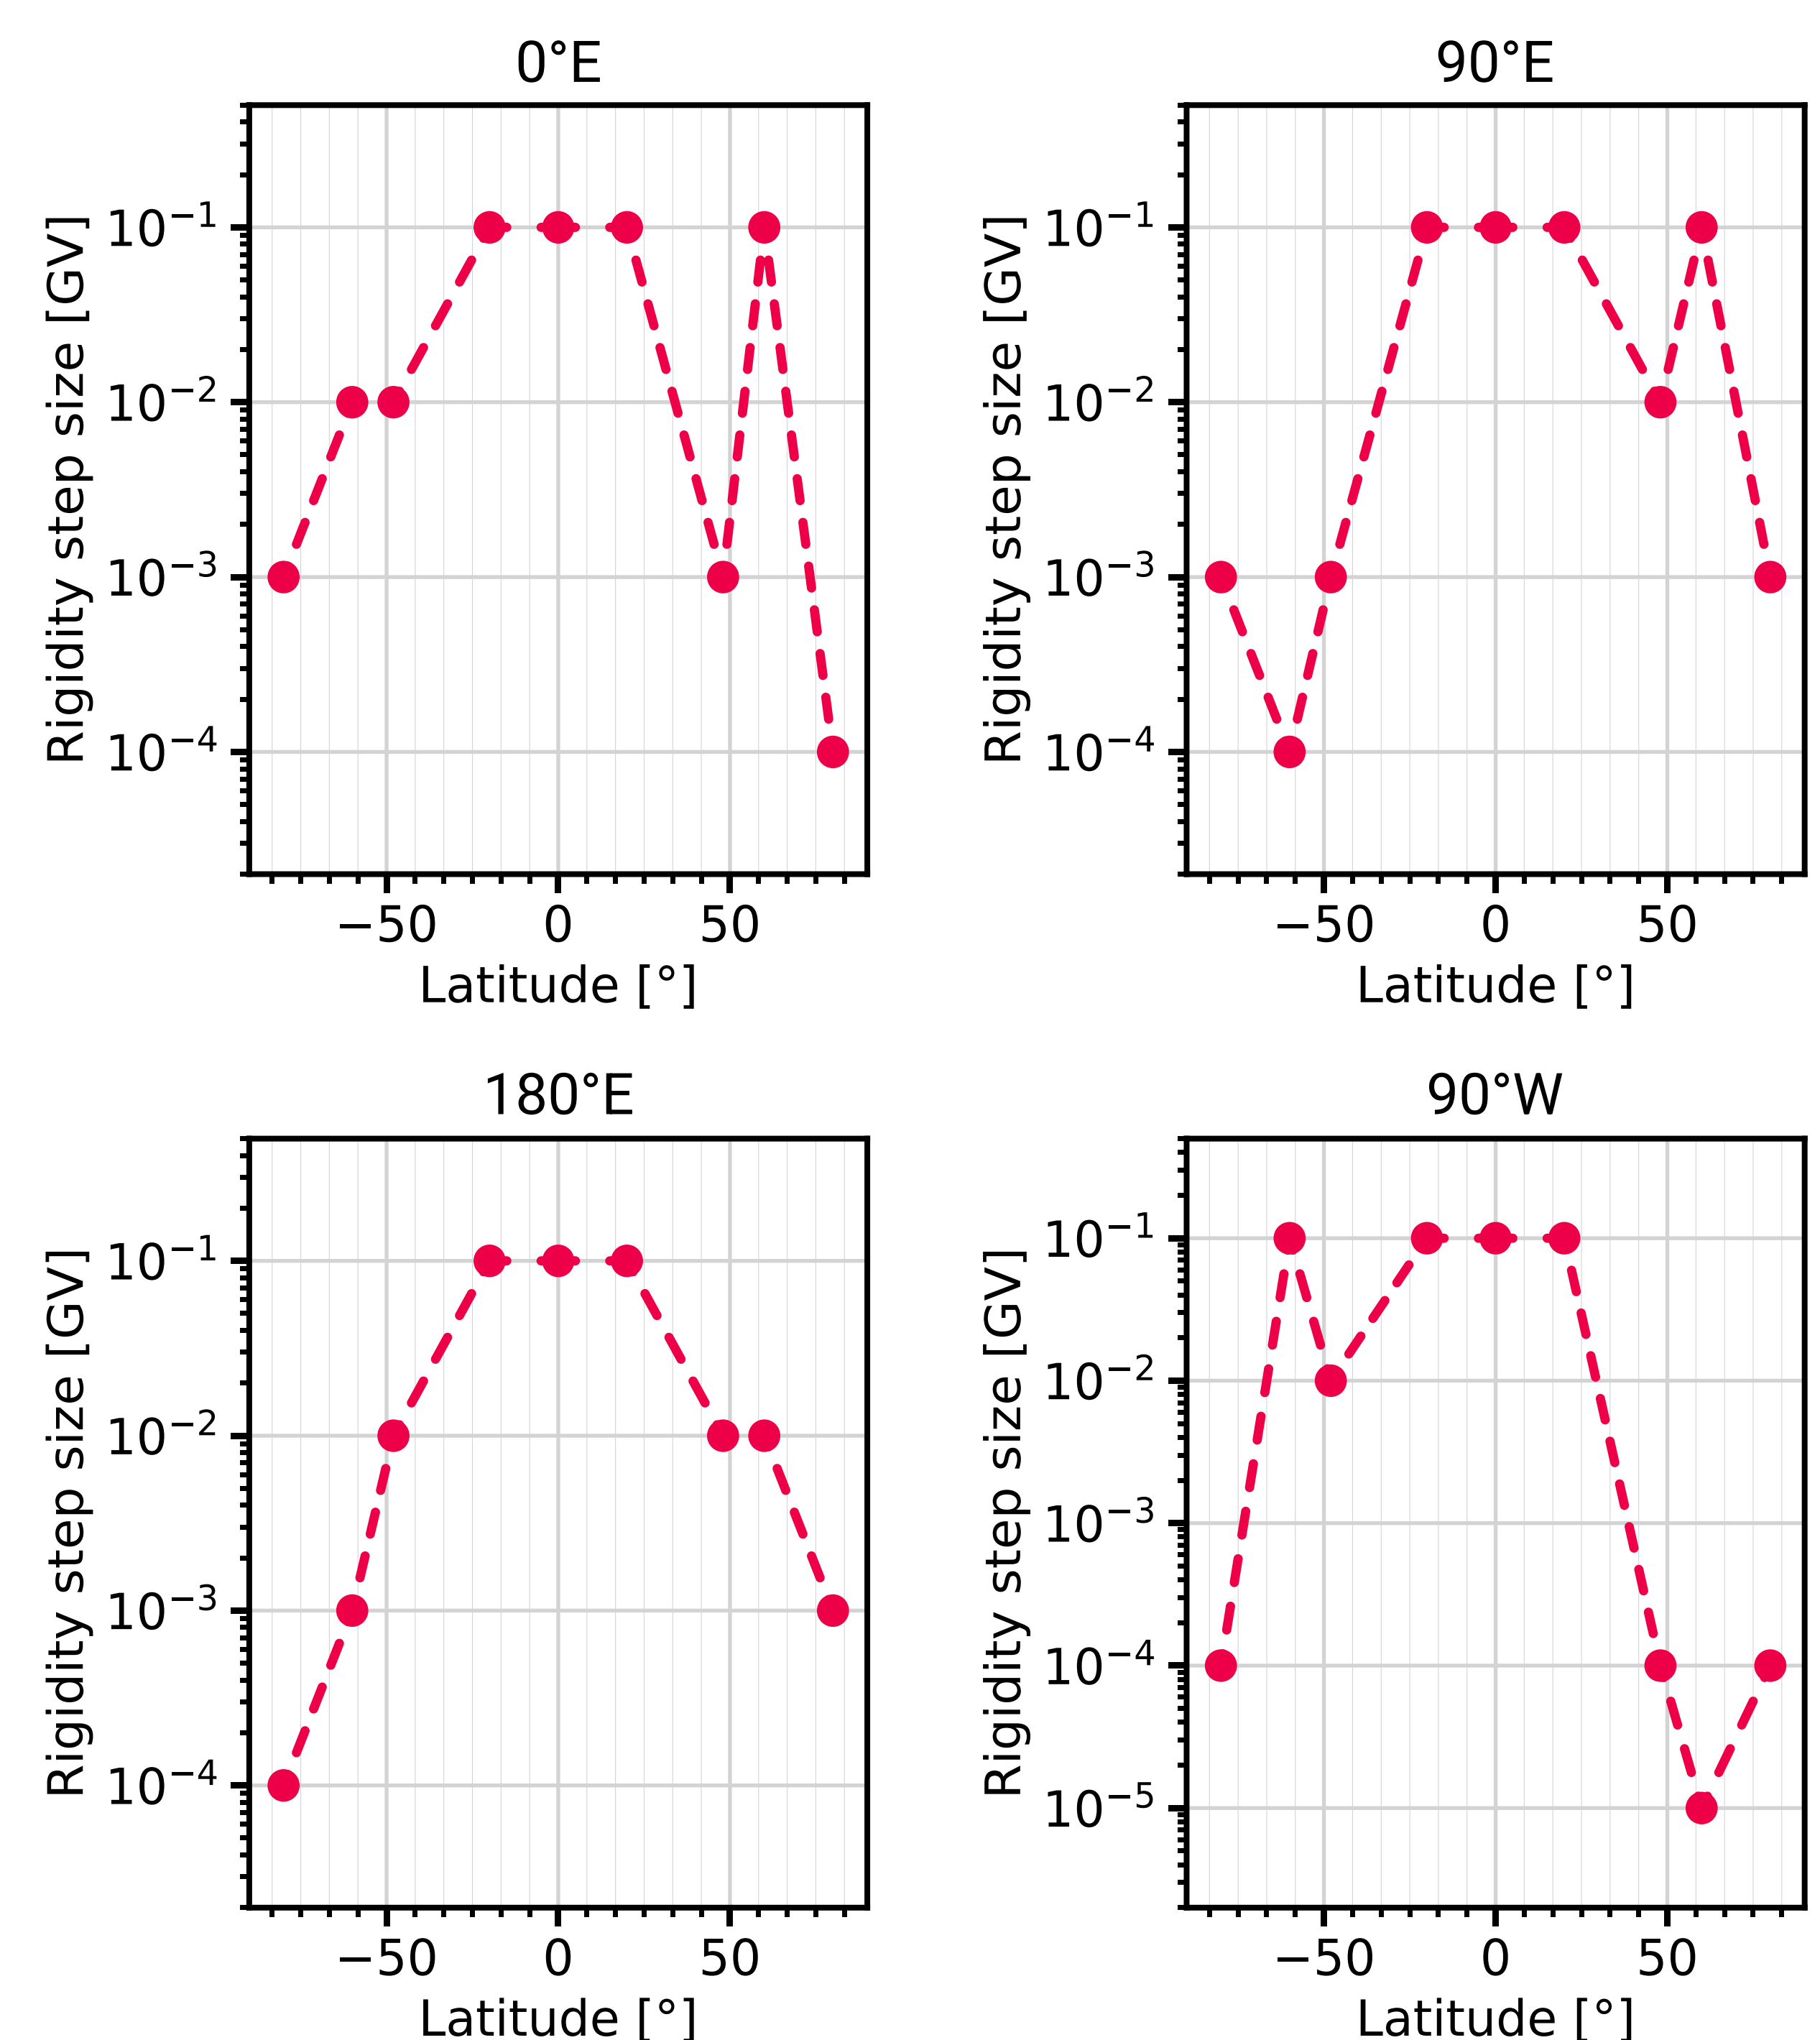 0°E
Rigidity step size [GV]
10⁻¹
10⁻²
10⁻³
10⁻⁴
−50 0 50
Latitude [°]
90°E
Rigidity step size [GV]
10⁻¹
10⁻²
10⁻³
10⁻⁴
−50 0 50
Latitude [°]
180°E
Rigidity step size [GV]
10⁻¹
10⁻²
10⁻³
10⁻⁴
−50 0 50
Latitude [°]
90°W
Rigidity step size [GV]
10⁻¹
10⁻²
10⁻³
10⁻⁴
10⁻⁵
−50 0 50
Latitude [°]